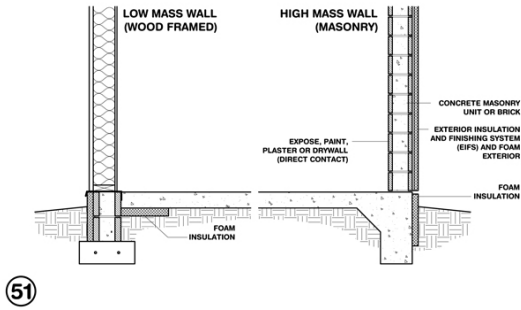 LOW MASS WALL
(WOOD FRAMED)
HIGH MASS WALL
(MASONRY)
CONCRETE MASONRY
UNIT OR BRICK
EXTERIOR INSULATION
AND FINISHING SYSTEM
(EIFS) AND FOAM
EXTERIOR
EXPOSE, PAINT,
PLASTER OR DRYWALL
(DIRECT CONTACT)
FOAM
INSULATION
FOAM
INSULATION
51